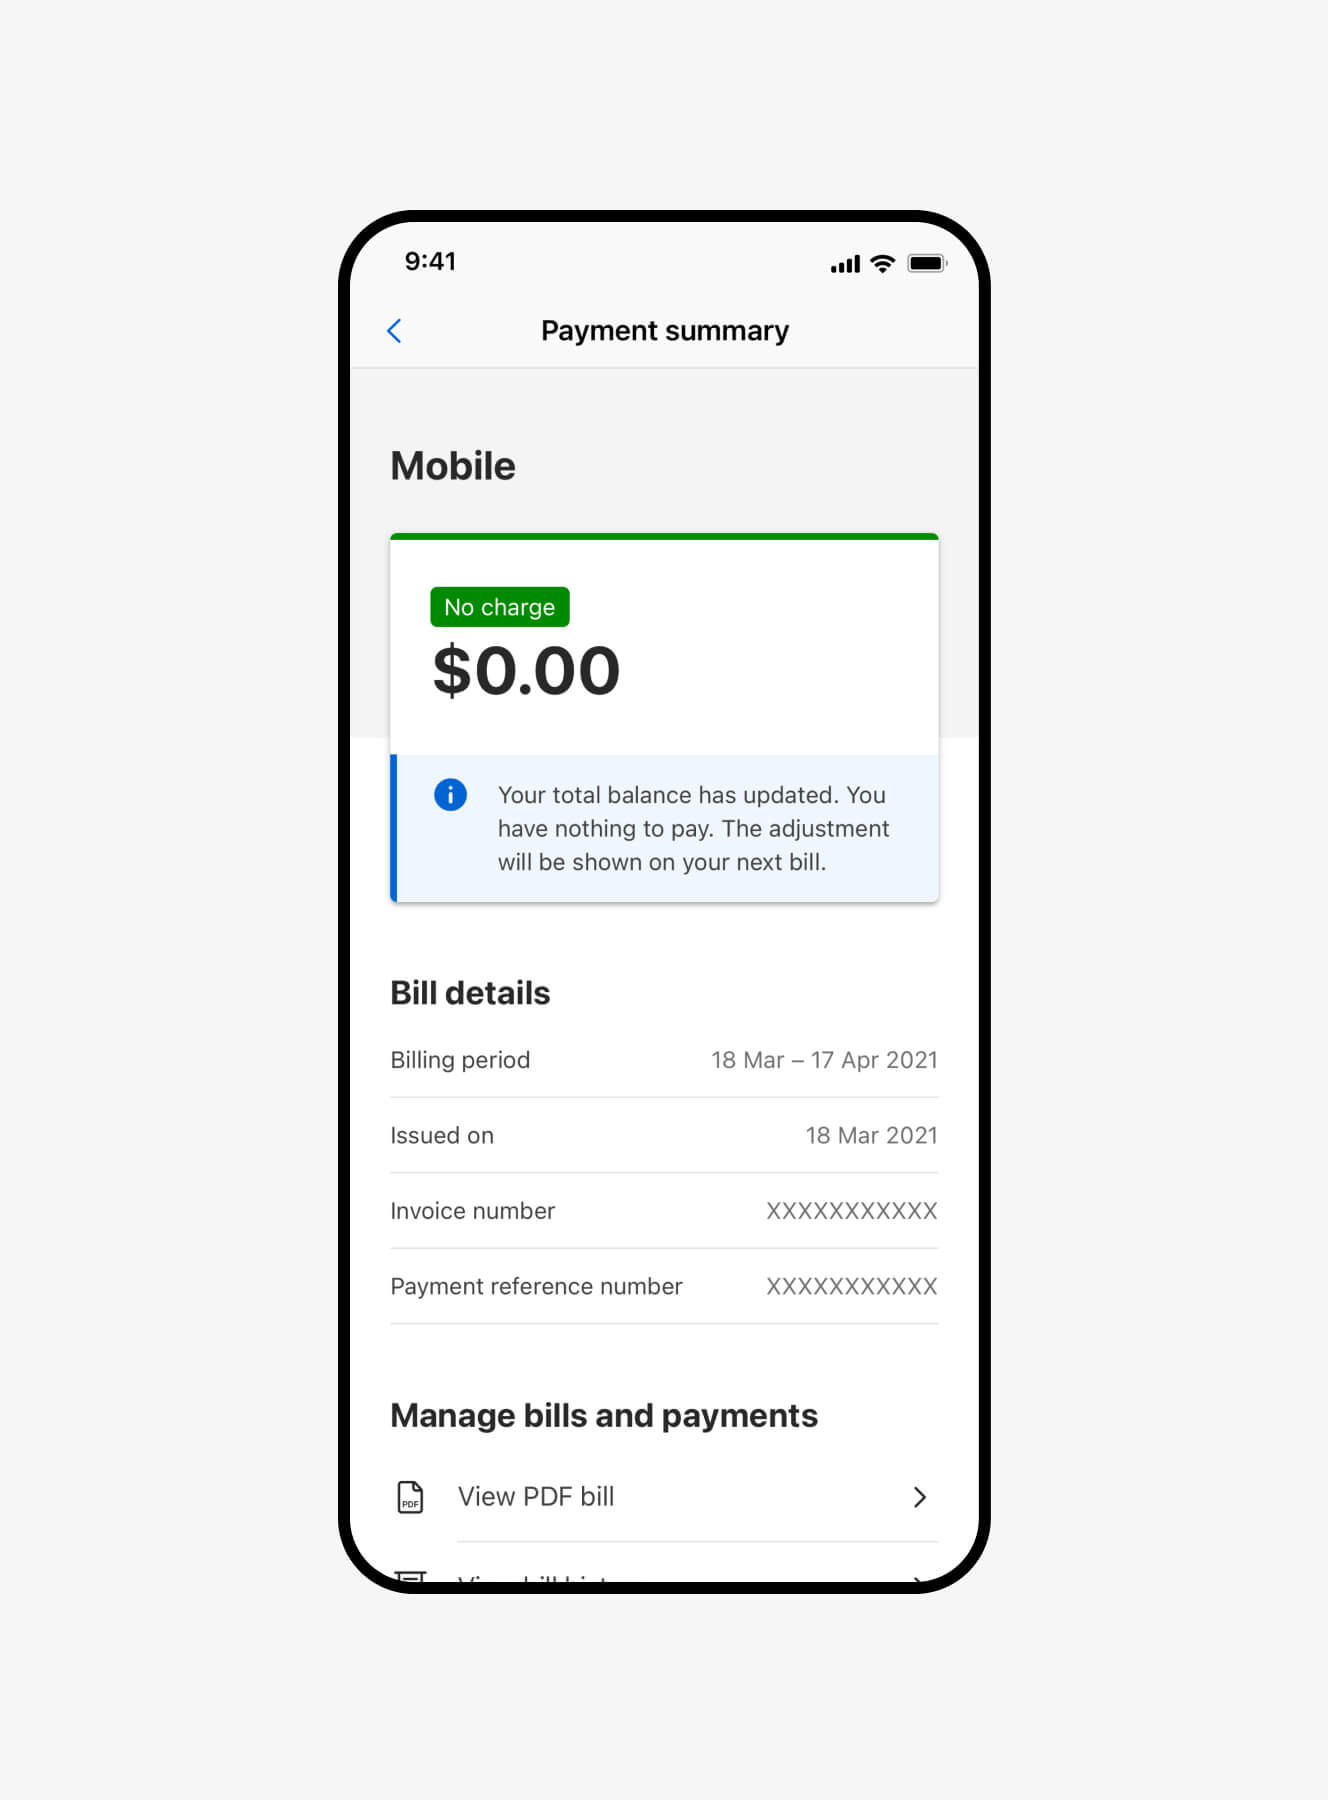 9:41
Payment summary
Mobile
No charge
$0.00
Your total balance has updated. You
have nothing to pay. The adjustment
will be shown on your next bill.
Bill details
Billing period 18 Mar – 17 Apr 2021
Issued on 18 Mar 2021
Invoice number XXXXXXXXXXX
Payment reference number XXXXXXXXXXX
Manage bills and payments
PDF View PDF bill
View bill